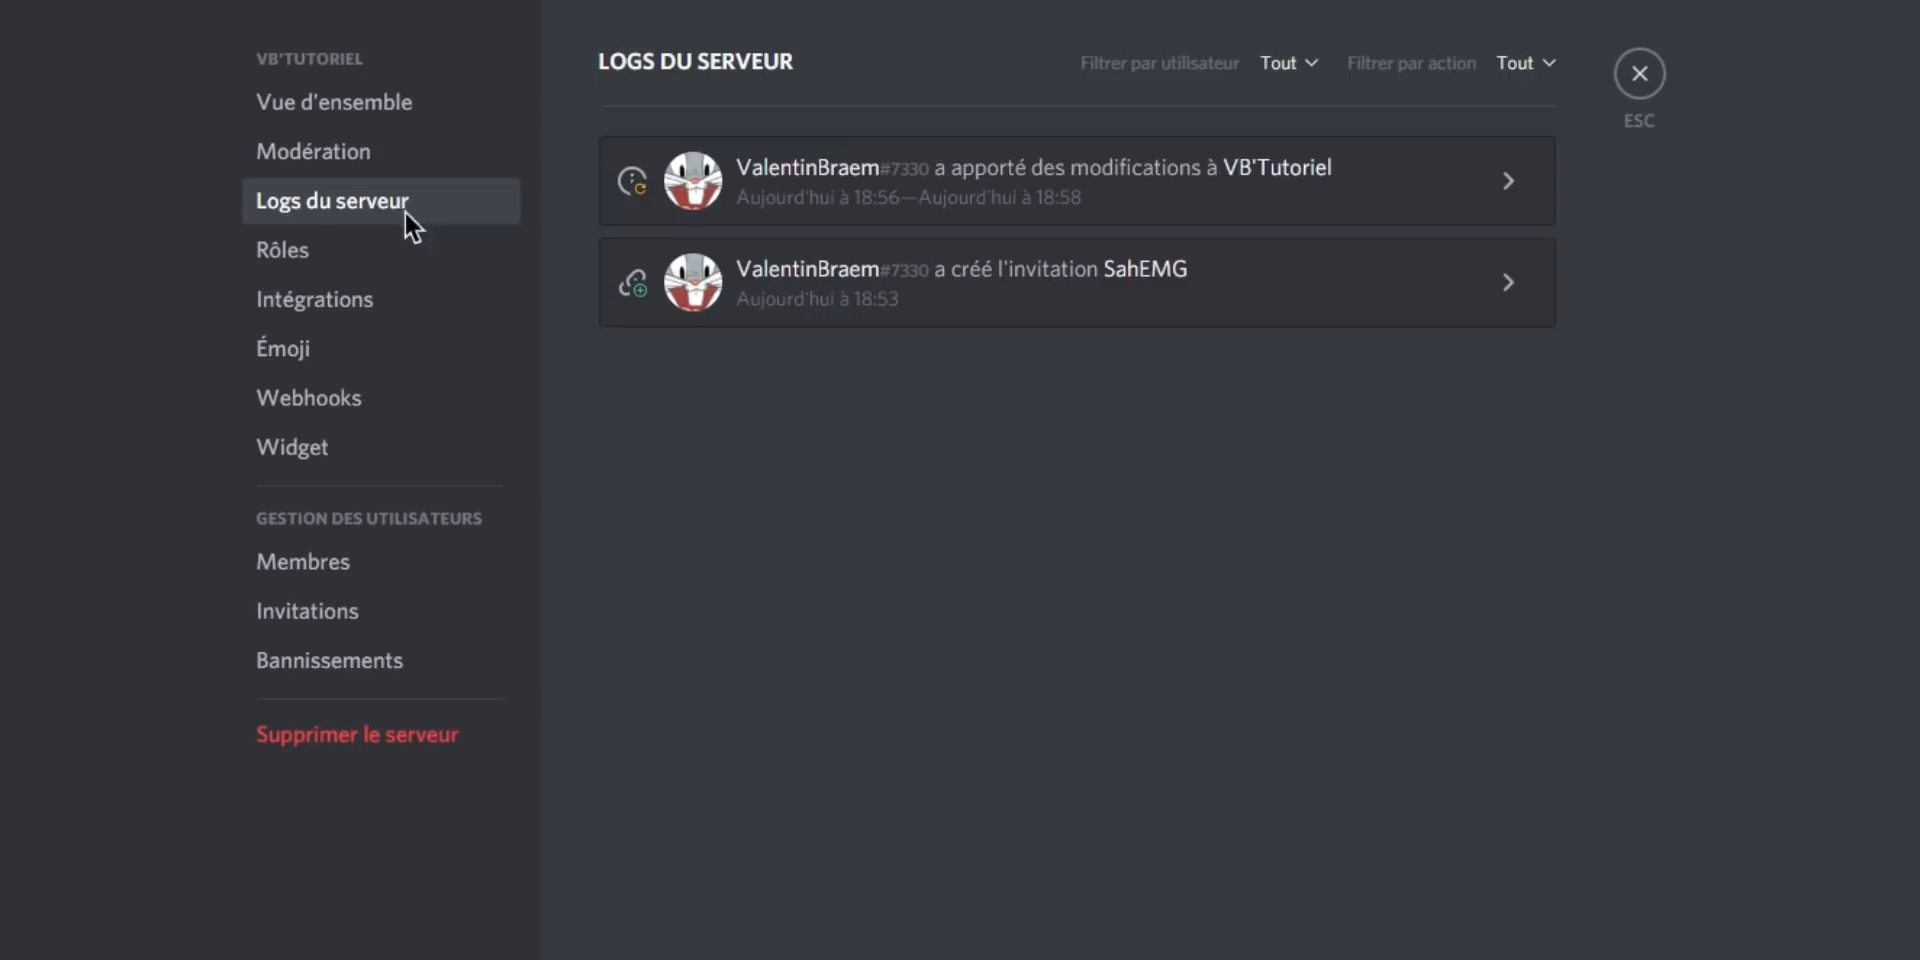 VB'TUTORIEL
Vue d'ensemble
Modération
Logs du serveur
Rôles
Intégrations
Émoji
Webhooks
Widget
GESTION DES UTILISATEURS
Membres
Invitations
Bannissements
Supprimer le serveur
LOGS DU SERVEUR
Filtrer par utilisateur Tout Filtrer par action Tout
ESC
ValentinBraem#7330 a apporté des modifications à VB'Tutoriel
Aujourd'hui à 18:56—Aujourd'hui à 18:58
ValentinBraem#7330 a créé l'invitation SahEMG
Aujourd'hui à 18:53